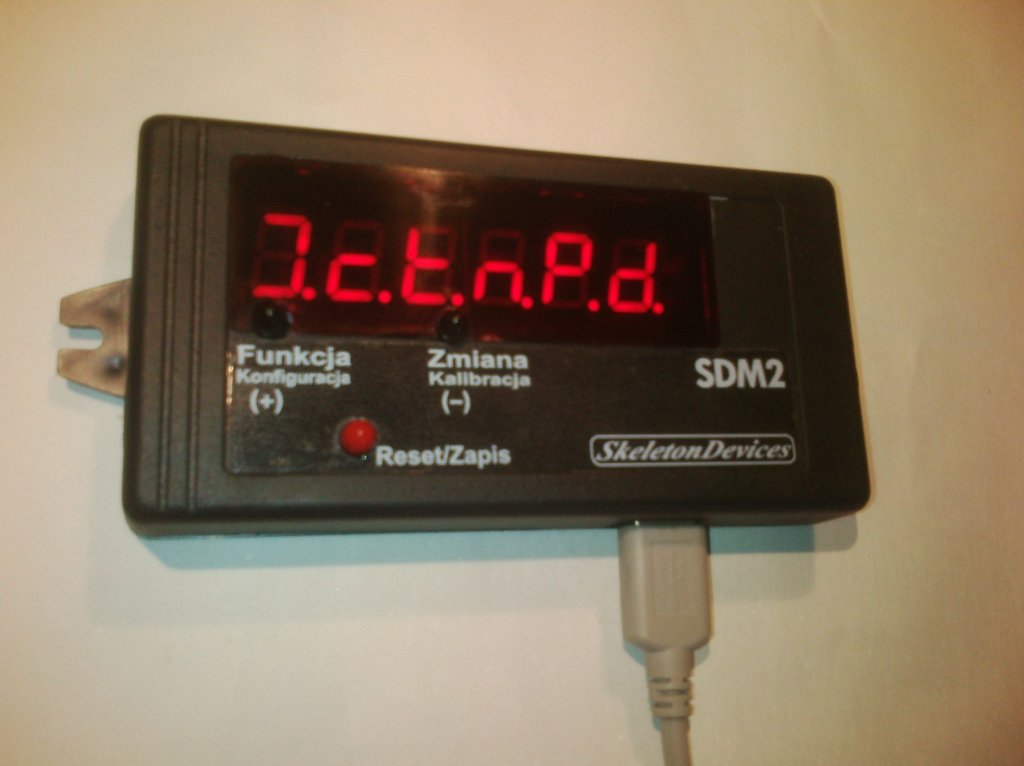 ].c.t.n.P.d.
Funkcja
Konfiguracja
(+)
Zmiana
Kalibracja
(–)
SDM2
Reset/Zapis
SkeletonDevices